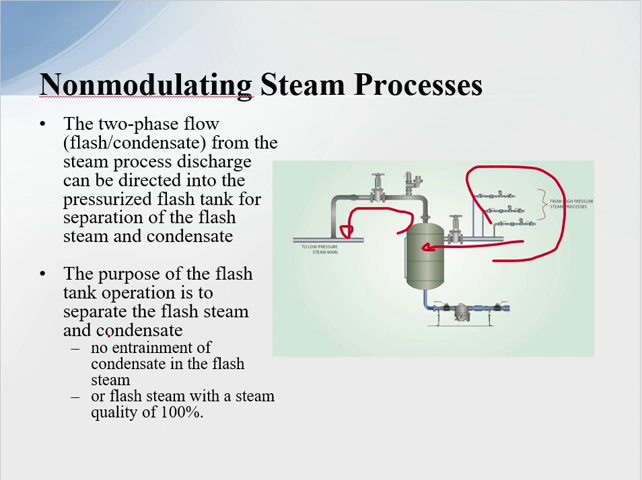 Nonmodulating Steam Processes
• The two-phase flow
(flash/condensate) from the
steam process discharge
can be directed into the
pressurized flash tank for
separation of the flash
steam and condensate
• The purpose of the flash
tank operation is to
separate the flash steam
and condensate
– no entrainment of
condensate in the flash
steam
– or flash steam with a steam
quality of 100%.
TO LOW PRESSURE
STEAM MAIN
FROM HIGH PRESSURE
STEAM PROCESSES